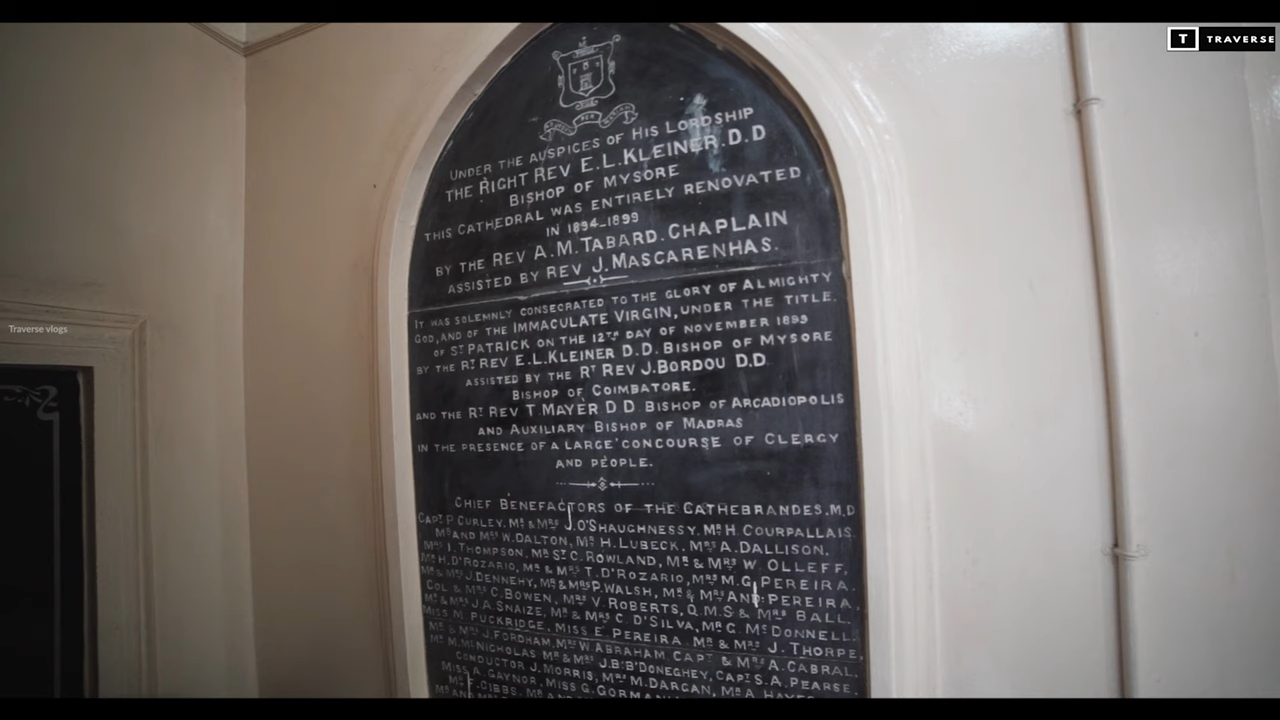 T TRAVERSE
UNDER THE AUSPICES OF HIS LORDSHIP
THE RIGHT REV E.L.KLEINER.D.D
BISHOP OF MYSORE
THIS CATHEDRAL WAS ENTIRELY RENOVATED
IN 1894-1899
BY THE REV A.M.TABARD.CHAPLAIN
ASSISTED BY REV J.MASCARENHAS.
IT WAS SOLEMNLY CONSECRATED TO THE GLORY OF ALMIGHTY
GOD, AND OF THE IMMACULATE VIRGIN, UNDER THE TITLE.
OF ST PATRICK ON THE 12TH DAY OF NOVEMBER 1899
BY THE RT REV E.L.KLEINER D.D. BISHOP OF MYSORE
ASSISTED BY THE RT REV J.BORDOU D.D.
BISHOP OF COIMBATORE.
AND THE RT REV T.MAYER D.D. BISHOP OF ARCADIOPOLIS
AND AUXILIARY BISHOP OF MADRAS
IN THE PRESENCE OF A LARGE CONCOURSE OF CLERGY
AND PEOPLE.
CHIEF BENEFACTORS OF THE CATHEBRANDES.M.D
CAPT P.CURLEY, MR & MRS J.O'SHAUGHNESSY, MR H.COURPALLAIS.
MR AND MRS W.DALTON, MR H.LUBECK. MRS A.DALLISON.
MRS I.THOMPSON, MR ST C.ROWLAND, MR & MRS W.OLLEFF,
MR H.D'ROZARIO, MR & MRS T.D'ROZARIO, MRS M.G.PEREIRA.
MR & MRS J.DENNEHY, MR & MRS P.WALSH, MR & MRS AND: PEREIRA.
COL & MRS C.BOWEN, MRS V.ROBERTS, Q.M.S & MRS BALL.
MR & MRS J.A.SNAIZE, MR & MRS C.D'SILVA, MR G.MCDONNELL.
MISS M.PUCKRIDGE, MISS E.PEREIRA. MR & MRS J.THORPE,
MR & MRS J.FORDHAM, MRS W.ABRAHAM CAPT & MRS A.CABRAL.
MR M.MCNICHOLAS MR & MRS J.B.B'DONEGHEY, CAPT S.A.PEARSE.
CONDUCTOR J.MORRIS, MRS M.DARGAN, MR A.
MISS A.GAYNOR, MISS G.
MR F.GIBBS. MR AND
MR AND
Traverse vlogs